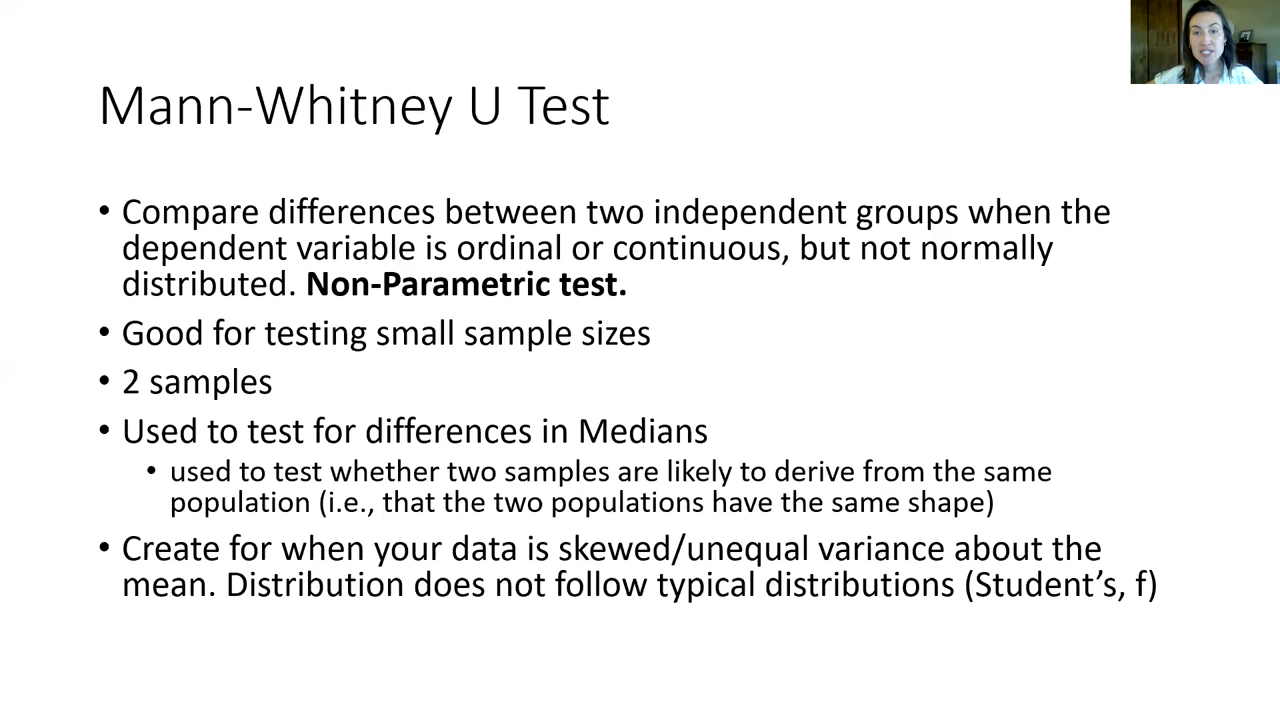 Mann-Whitney U Test
• Compare differences between two independent groups when the
dependent variable is ordinal or continuous, but not normally
distributed. Non-Parametric test.
• Good for testing small sample sizes
• 2 samples
• Used to test for differences in Medians
• used to test whether two samples are likely to derive from the same
population (i.e., that the two populations have the same shape)
• Create for when your data is skewed/unequal variance about the
mean. Distribution does not follow typical distributions (Student’s, f)